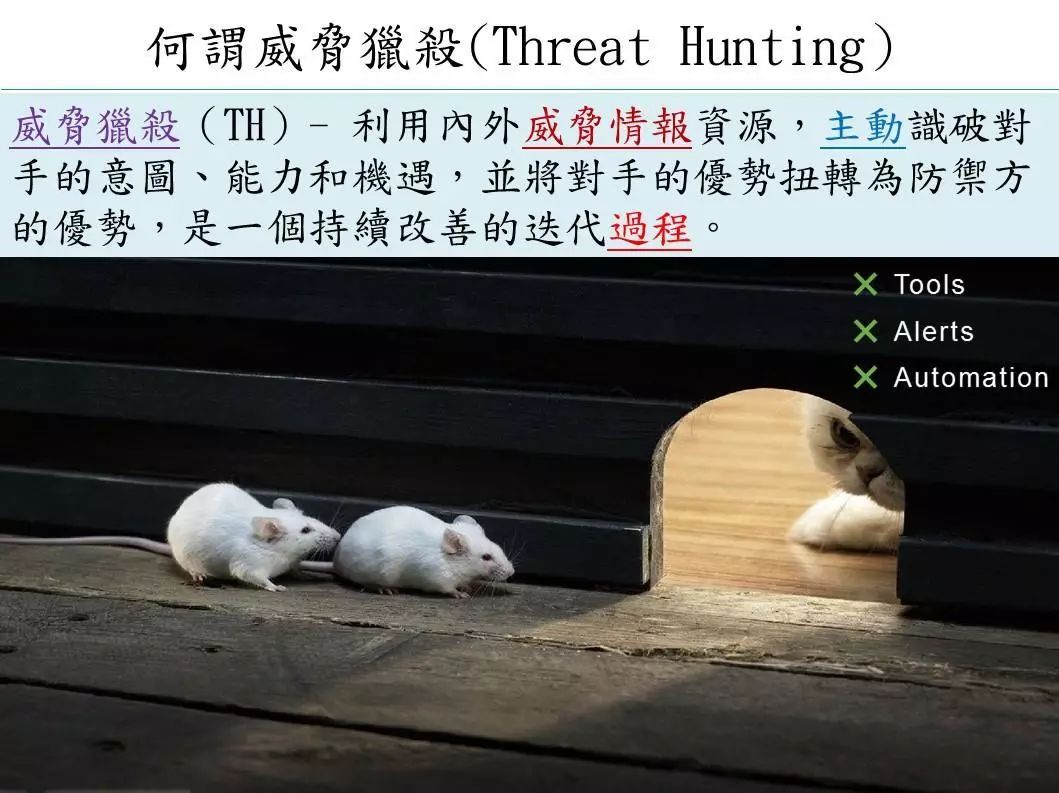 何謂威脅獵殺(Threat Hunting)
威脅獵殺（TH）- 利用內外威脅情報資源，主動識破對
手的意圖、能力和機遇，並將對手的優勢扭轉為防禦方
的優勢，是一個持續改善的迭代過程。
✕ Tools
✕ Alerts
✕ Automation